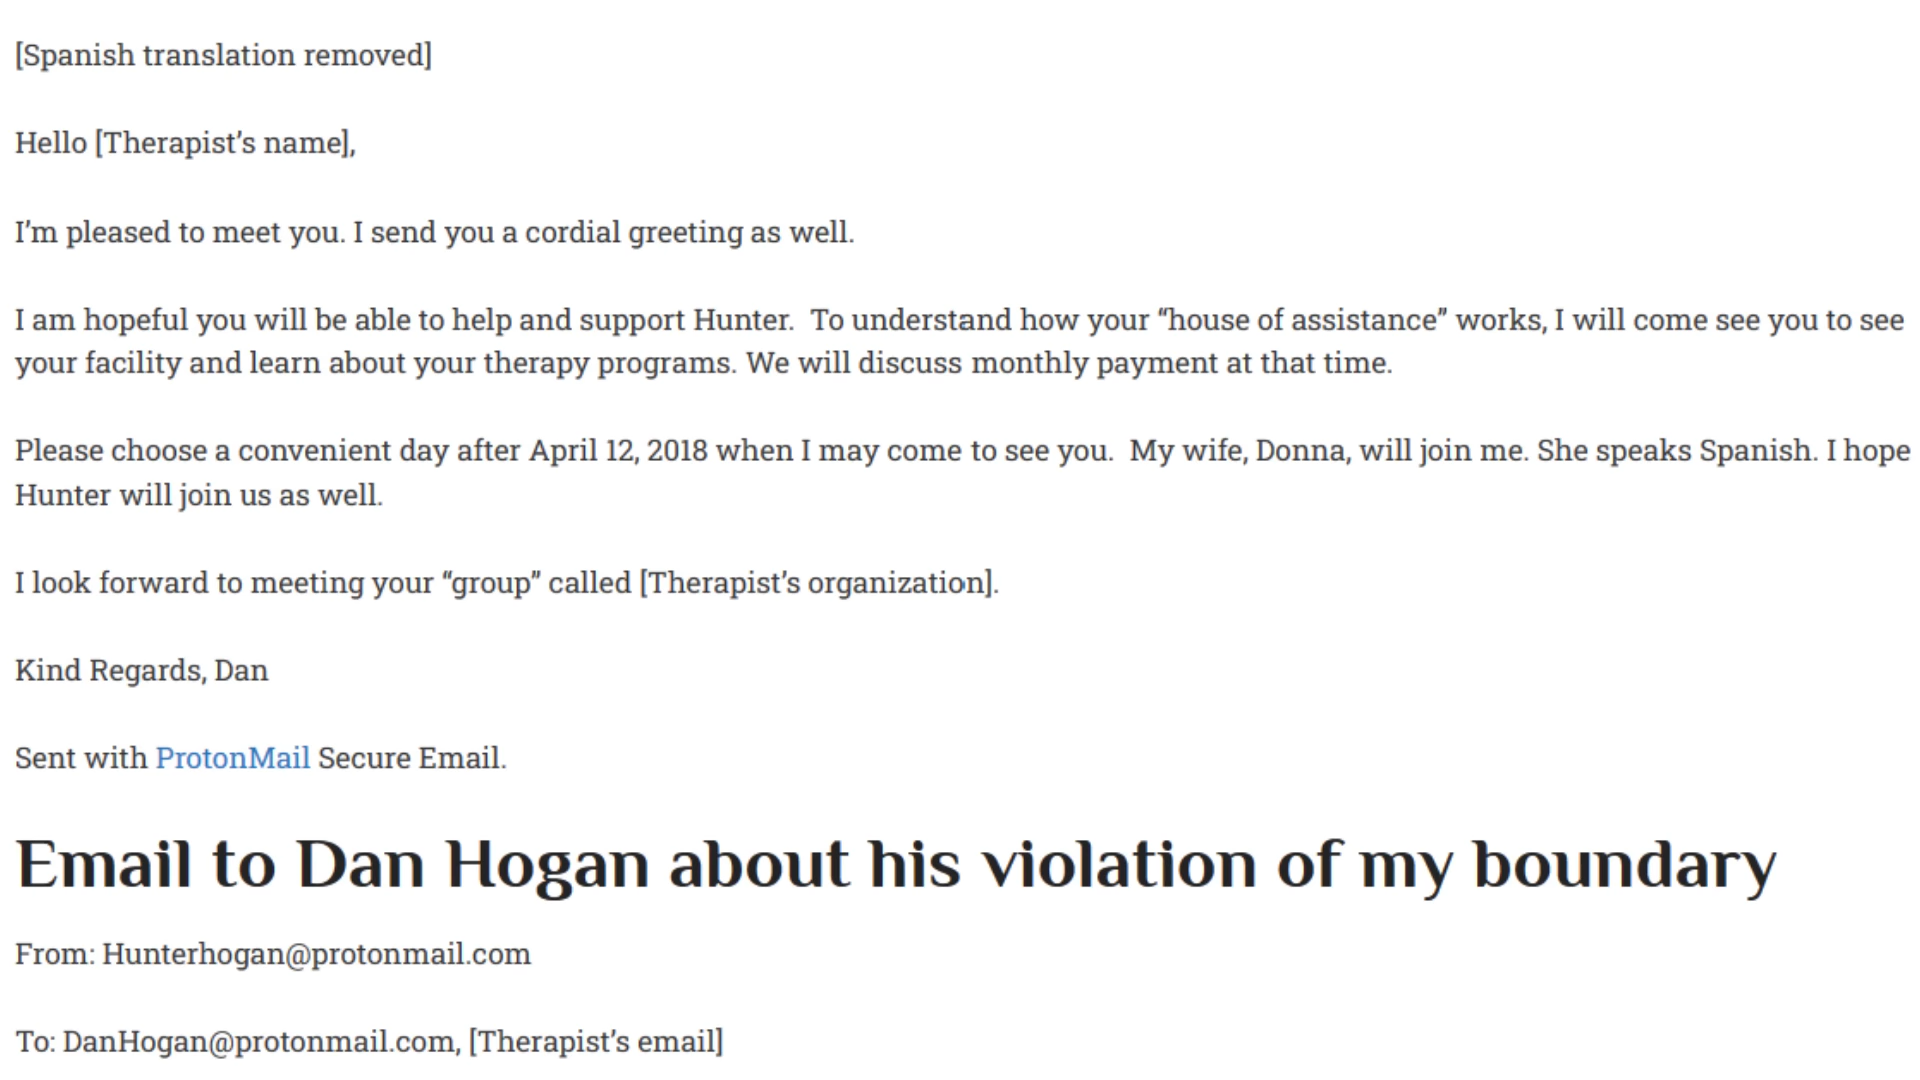 [Spanish translation removed]
Hello [Therapist’s name],
I’m pleased to meet you. I send you a cordial greeting as well.
I am hopeful you will be able to help and support Hunter.  To understand how your “house of assistance” works, I will come see you to see
your facility and learn about your therapy programs. We will discuss monthly payment at that time.
Please choose a convenient day after April 12, 2018 when I may come to see you.  My wife, Donna, will join me. She speaks Spanish. I hope
Hunter will join us as well.
I look forward to meeting your “group” called [Therapist’s organization].
Kind Regards, Dan
Sent with ProtonMail Secure Email.
Email to Dan Hogan about his violation of my boundary
From: Hunterhogan@protonmail.com
To: DanHogan@protonmail.com, [Therapist’s email]